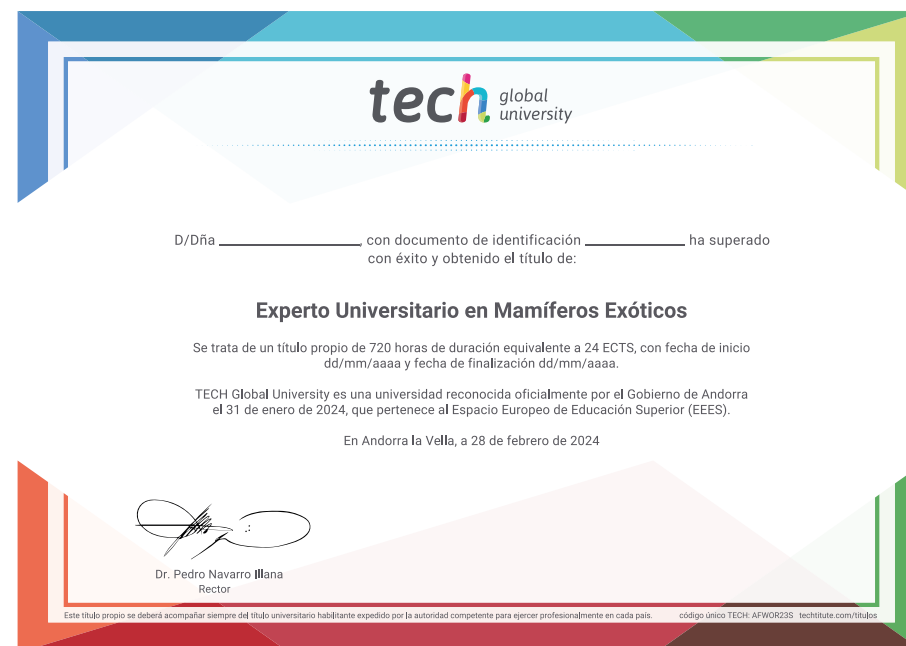 tech global university
D/Dña ____________________, con documento de identificación ______________ ha superado
con éxito y obtenido el título de:
Experto Universitario en Mamíferos Exóticos
Se trata de un título propio de 720 horas de duración equivalente a 24 ECTS, con fecha de inicio
dd/mm/aaaa y fecha de finalización dd/mm/aaaa.
TECH Global University es una universidad reconocida oficialmente por el Gobierno de Andorra
el 31 de enero de 2024, que pertenece al Espacio Europeo de Educación Superior (EEES).
En Andorra la Vella, a 28 de febrero de 2024
Dr. Pedro Navarro Illana
Rector
Este título propio se deberá acompañar siempre del título universitario habilitante expedido por la autoridad competente para ejercer profesionalmente en cada país. código único TECH: AFWOR23S techtitute.com/titulos